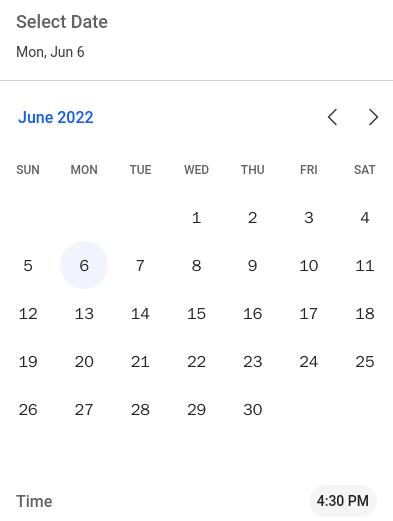 Select Date
Mon, Jun 6
June 2022
SUN MON TUE WED THU FRI SAT
1 2 3 4
5 6 7 8 9 10 11
12 13 14 15 16 17 18
19 20 21 22 23 24 25
26 27 28 29 30
Time 4:30 PM